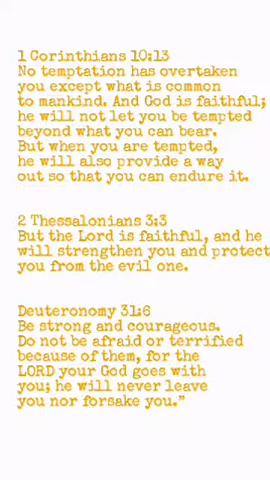 1 Corinthians 10:13
No temptation has overtaken
you except what is common
to mankind. And God is faithful;
he will not let you be tempted
beyond what you can bear.
But when you are tempted,
he will also provide a way
out so that you can endure it.
2 Thessalonians 3:3
But the Lord is faithful, and he
will strengthen you and protect
you from the evil one.
Deuteronomy 31:6
Be strong and courageous.
Do not be afraid or terrified
because of them, for the
LORD your God goes with
you; he will never leave
you nor forsake you.”